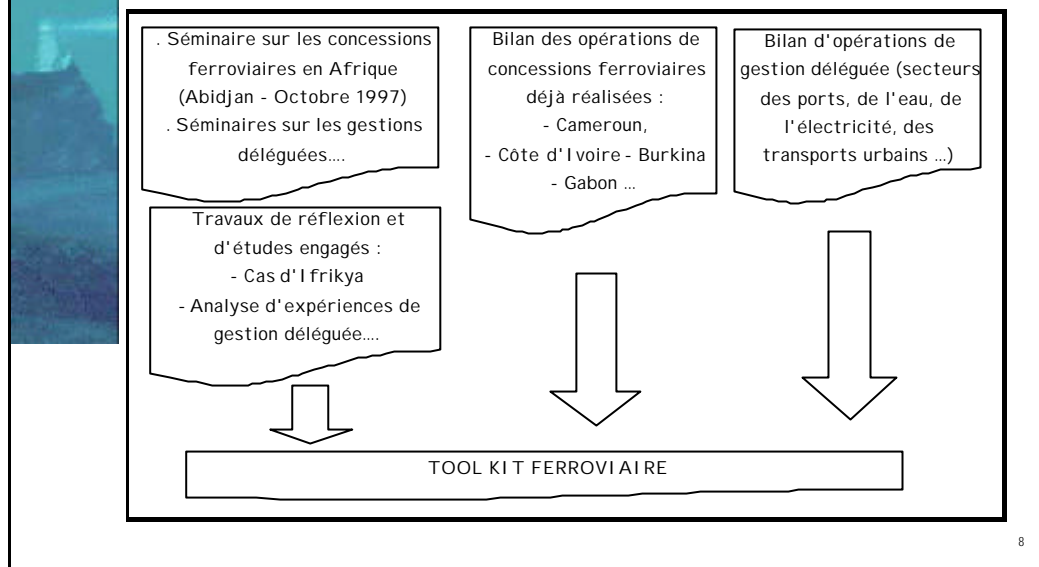 . Séminaire sur les concessions
ferroviaires en Afrique
(Abidjan - Octobre 1997)
. Séminaires sur les gestions
déléguées....
Travaux de réflexion et
d'études engagés :
- Cas d'Ifrikya
- Analyse d'expériences de
gestion déléguée....
Bilan des opérations de
concessions ferroviaires
déjà réalisées :
- Cameroun,
- Côte d'Ivoire - Burkina
- Gabon ...
Bilan d'opérations de
gestion déléguée (secteurs
des ports, de l'eau, de
l'électricité, des
transports urbains ...)
TOOL KIT FERROVIAIRE
8